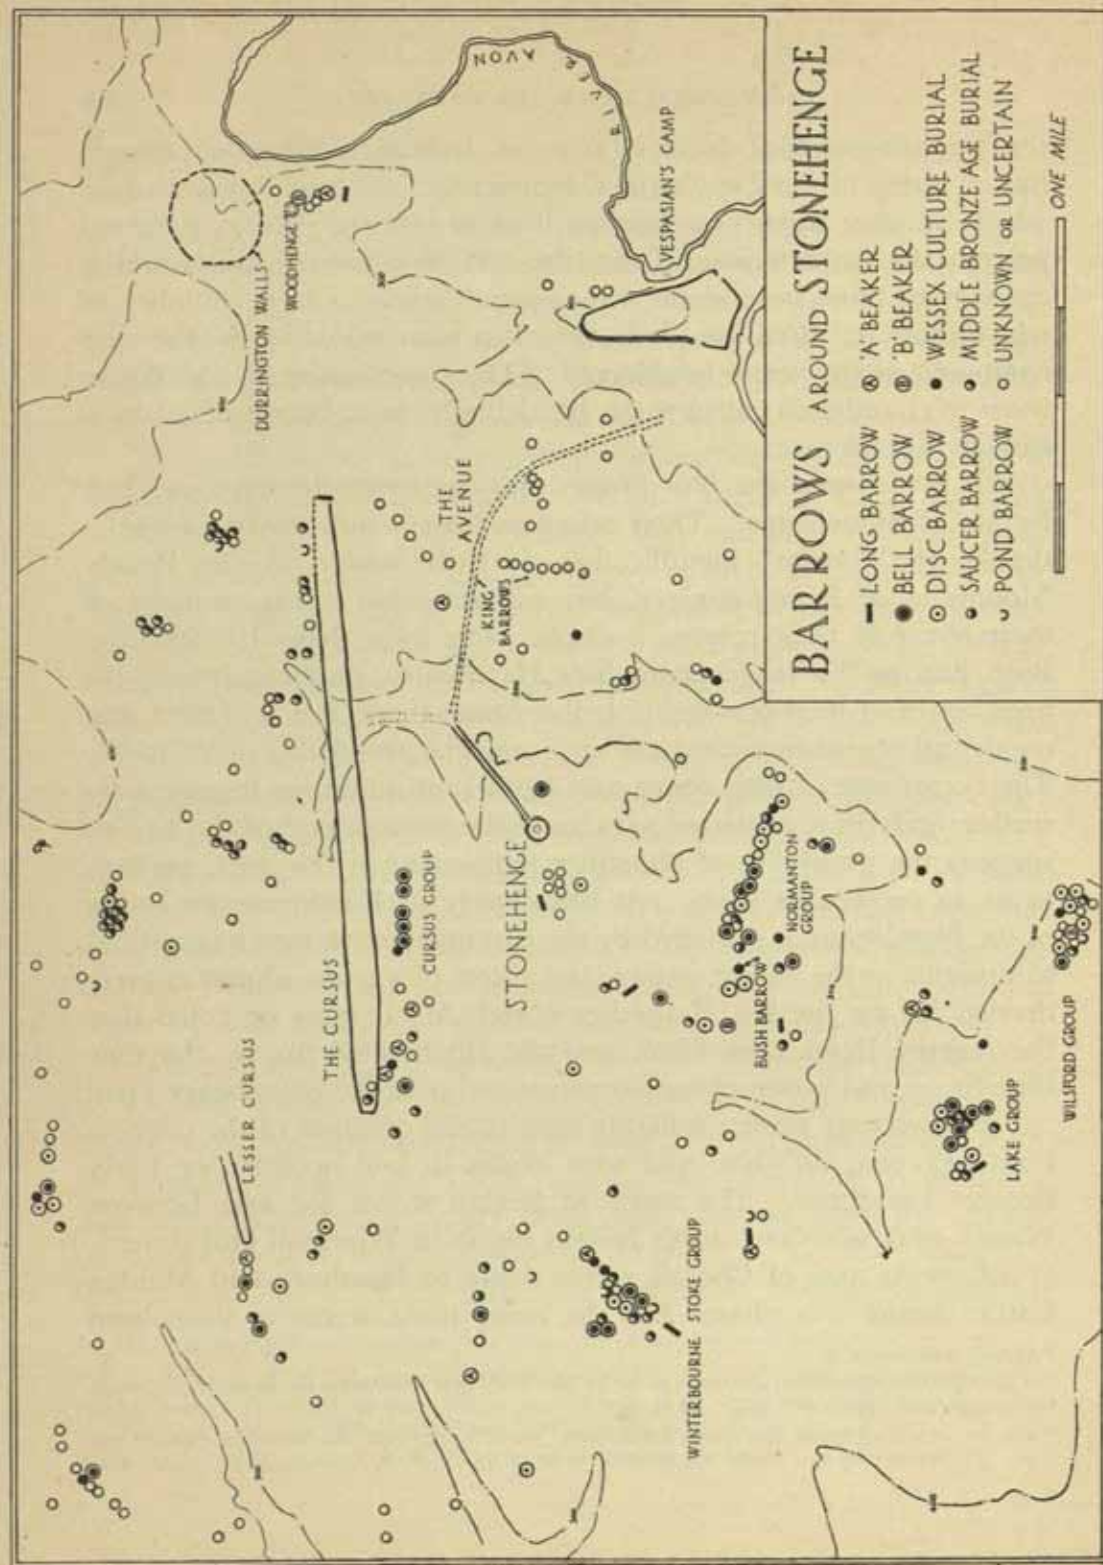 RIVER
AVON
DURRINGTON WALLS
WOODHENGE
VESPASIAN'S CAMP
THE CURSUS
LESSER CURSUS
THE
AVENUE
KING
BARROWS
CURSUS GROUP
STONEHENGE
NORMANTON
GROUP
BUSH BARROW
WINTERBOURNE STOKE GROUP
LAKE GROUP
WILSFORD GROUP
BARROWS AROUND STONEHENGE
LONG BARROW
BELL BARROW
DISC BARROW
SAUCER BARROW
POND BARROW
A 'A' BEAKER
B 'B' BEAKER
WESSEX CULTURE BURIAL
MIDDLE BRONZE AGE BURIAL
UNKNOWN OR UNCERTAIN
ONE MILE